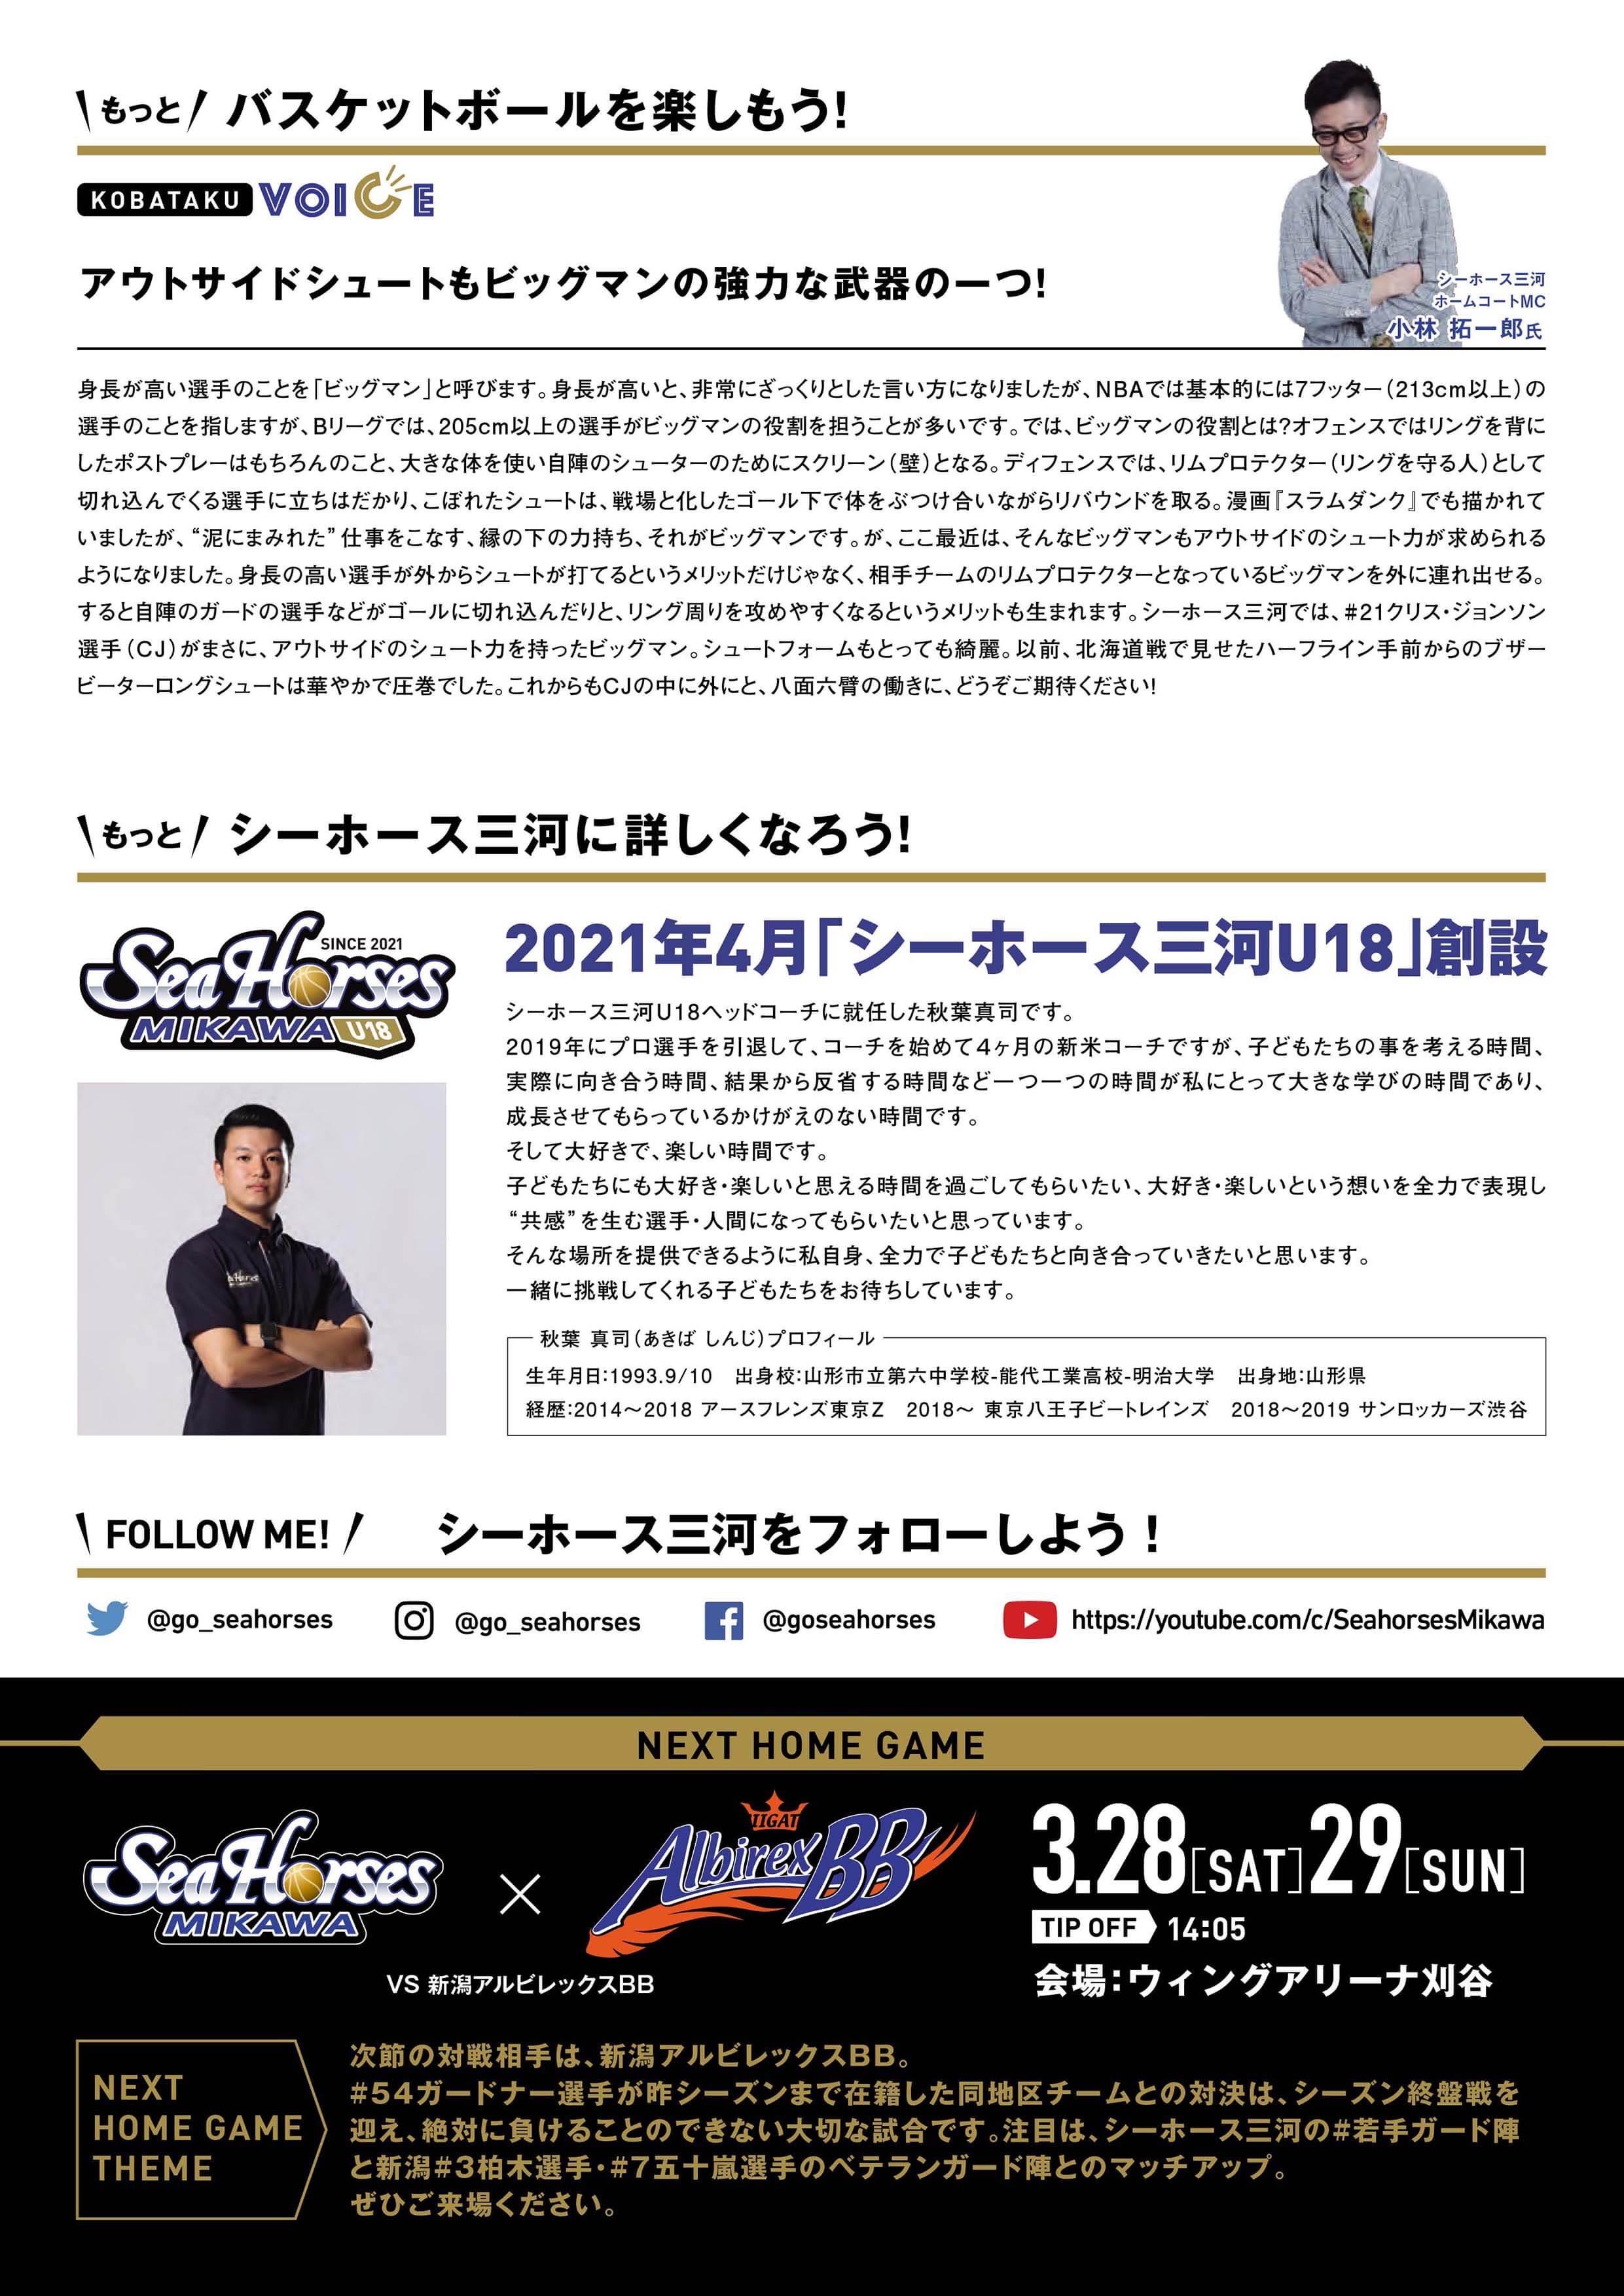 もっと バスケットボールを楽しもう!
KOBATAKU VOICE
アウトサイドシュートもビッグマンの強力な武器の一つ!
シーホース三河
ホームコートMC
小林 拓一郎氏
身長が高い選手のことを「ビッグマン」と呼びます。身長が高いと、非常にざっくりとした言い方になりましたが、NBAでは基本的には7フッター(213cm以上)の
選手のことを指しますが、Bリーグでは、205cm以上の選手がビッグマンの役割を担うことが多いです。では、ビッグマンの役割とは?オフェンスではリングを背に
したポストプレーはもちろんのこと、大きな体を使い自陣のシューターのためにスクリーン(壁)となる。ディフェンスでは、リムプロテクター(リングを守る人)として
切れ込んでくる選手に立ちはだかり、こぼれたシュートは、戦場と化したゴール下で体をぶつけ合いながらリバウンドを取る。漫画『スラムダンク』でも描かれて
いましたが、“泥にまみれた”仕事をこなす、縁の下の力持ち、それがビッグマンです。が、ここ最近は、そんなビッグマンもアウトサイドのシュート力が求められる
ようになりました。身長の高い選手が外からシュートが打てるというメリットだけじゃなく、相手チームのリムプロテクターとなっているビッグマンを外に連れ出せる。
すると自陣のガードの選手などがゴールに切れ込んだりと、リング周りを攻めやすくなるというメリットも生まれます。シーホース三河では、#21クリス・ジョンソン
選手(CJ)がまさに、アウトサイドのシュート力を持ったビッグマン。シュートフォームもとっても綺麗。以前、北海道戦で見せたハーフライン手前からのブザー
ビーターロングシュートは華やかで圧巻でした。これからもCJの中に外にと、八面六臂の働きに、どうぞご期待ください!
もっと シーホース三河に詳しくなろう!
SINCE 2021
SeaHorses
MIKAWA U18
2021年4月「シーホース三河U18」創設
シーホース三河U18ヘッドコーチに就任した秋葉真司です。
2019年にプロ選手を引退して、コーチを始めて4ヶ月の新米コーチですが、子どもたちの事を考える時間、
実際に向き合う時間、結果から反省する時間など一つ一つの時間が私にとって大きな学びの時間であり、
成長させてもらっているかけがえのない時間です。
そして大好きで、楽しい時間です。
子どもたちにも大好き・楽しいと思える時間を過ごしてもらいたい、大好き・楽しいという想いを全力で表現し
“共感”を生む選手・人間になってもらいたいと思っています。
そんな場所を提供できるように私自身、全力で子どもたちと向き合っていきたいと思います。
一緒に挑戦してくれる子どもたちをお待ちしています。
秋葉 真司(あきば しんじ)プロフィール
生年月日:1993.9/10 出身校:山形市立第六中学校-能代工業高校-明治大学 出身地:山形県
経歴:2014～2018 アースフレンズ東京Z 2018～ 東京八王子ビートレインズ 2018～2019 サンロッカーズ渋谷
FOLLOW ME! シーホース三河をフォローしよう!
@go_seahorses @go_seahorses @goseahorses https://youtube.com/c/SeahorsesMikawa
NEXT HOME GAME
SeaHorses
MIKAWA
×
Albirex BB
VS 新潟アルビレックスBB
3.28[SAT]29[SUN]
TIP OFF 14:05
会場:ウィングアリーナ刈谷
NEXT
HOME GAME
THEME
次節の対戦相手は、新潟アルビレックスBB。
#54ガードナー選手が昨シーズンまで在籍した同地区チームとの対決は、シーズン終盤戦を
迎え、絶対に負けることのできない大切な試合です。注目は、シーホース三河の#若手ガード陣
と新潟#3柏木選手・#7五十嵐選手のベテランガード陣とのマッチアップ。
ぜひご来場ください。